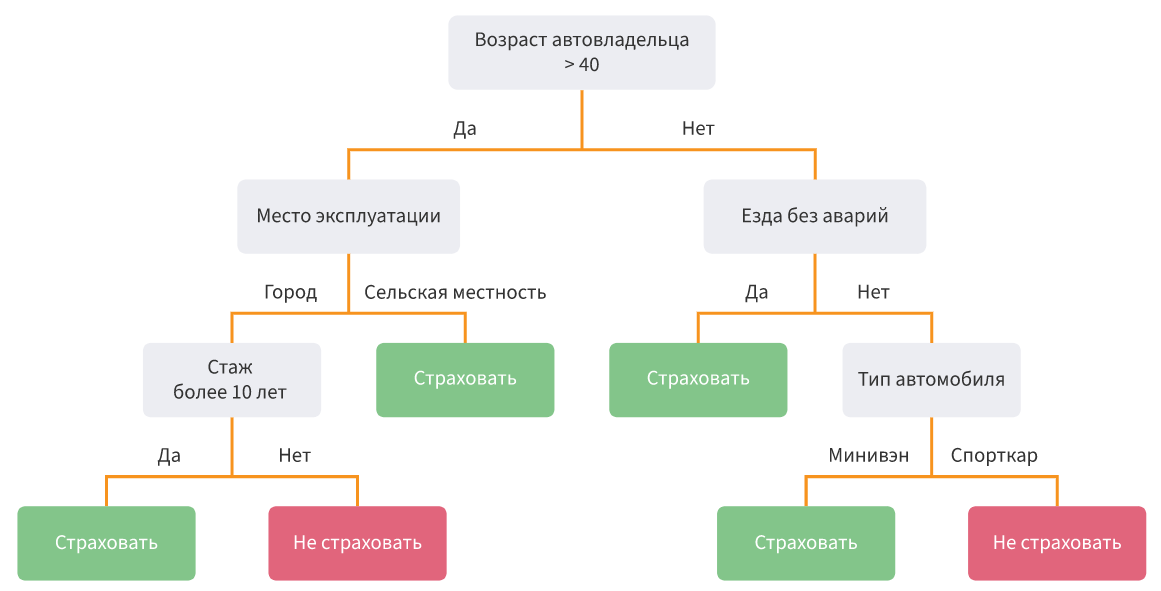 Возраст автовладельца
> 40
Да
Нет
Место эксплуатации
Езда без аварий
Город
Сельская местность
Да
Нет
Стаж
более 10 лет
Страховать
Страховать
Тип автомобиля
Да
Нет
Минивэн
Спорткар
Страховать
Не страховать
Страховать
Не страховать